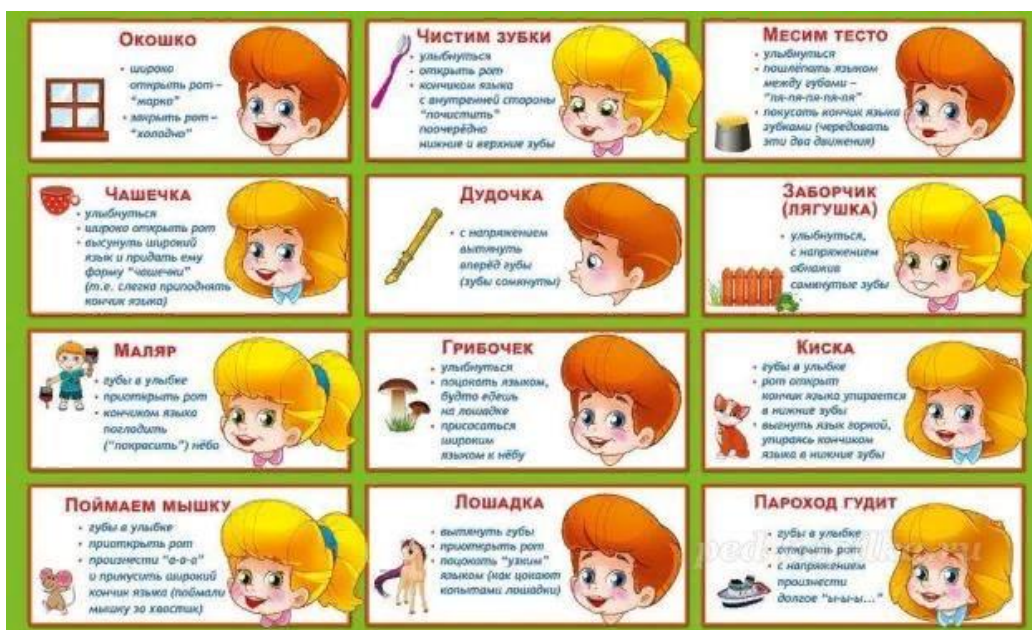 Окошко
• широко
открыть рот –
"жарко"
• закрыть рот –
"холодно"
Чистим зубки
• улыбнуться
• открыть рот
• кончиком языка
с внутренней стороны
"почистить"
поочерёдно
нижние и верхние зубы
Месим тесто
• улыбнуться
• пошлёпать языком
между губами –
"пя-пя-пя-пя-пя"
• покусать кончик языка
зубками (чередовать
эти два движения)
Чашечка
• улыбнуться
• широко открыть рот
• высунуть широкий
язык и придать ему
форму "чашечки"
(т.е. слегка приподнять
кончик языка)
Дудочка
• с напряжением
вытянуть
вперёд губы
(зубы сомкнуты)
Заборчик
(лягушка)
• улыбнуться,
с напряжением
обнажив
сомкнутые зубы
Маляр
• губы в улыбке
• приоткрыть рот
• кончиком языка
погладить
("покрасить") нёбо
Грибочек
• улыбнуться
• поцокать языком,
будто едешь
на лошадке
• присосаться
широким
языком к нёбу
Киска
• губы в улыбке
• рот открыт
кончик языка упирается
в нижние зубы
• выгнуть язык горкой,
упираясь кончиком
языка в нижние зубы
Поймаем мышку
• губы в улыбке
• приоткрыть рот
• произнести "а-а-а"
и прикусить широкий
кончик языка (поймали
мышку за хвостик)
Лошадка
• вытянуть губы
• приоткрыть рот
• поцокать "узким"
языком (как цокают
копытами лошадки)
Пароход гудит
• губы в улыбке
• открыть рот
• с напряжением
произнести
долгое "ы-ы-ы..."